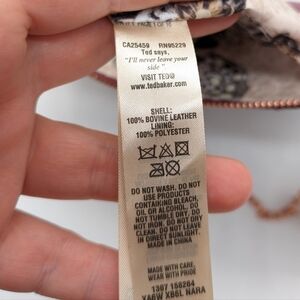 CA25459 RN95229
Ted says,
"I'll never leave your
side"
VISIT TED@
www.tedbaker.com
SHELL:
100% BOVINE LEATHER
LINING:
100% POLYESTER
DO NOT WASH. DO NOT
USE PRODUCTS
CONTAINING BLEACH,
OIL OR ALCOHOL. DO
NOT TUMBLE DRY. DO
NOT IRON. DO NOT DRY
CLEAN. DO NOT LEAVE
IN DIRECT SUNLIGHT.
MADE IN CHINA
MADE WITH CARE,
WEAR WITH PRIDE
1307 158264
XA6W XB6L NARA